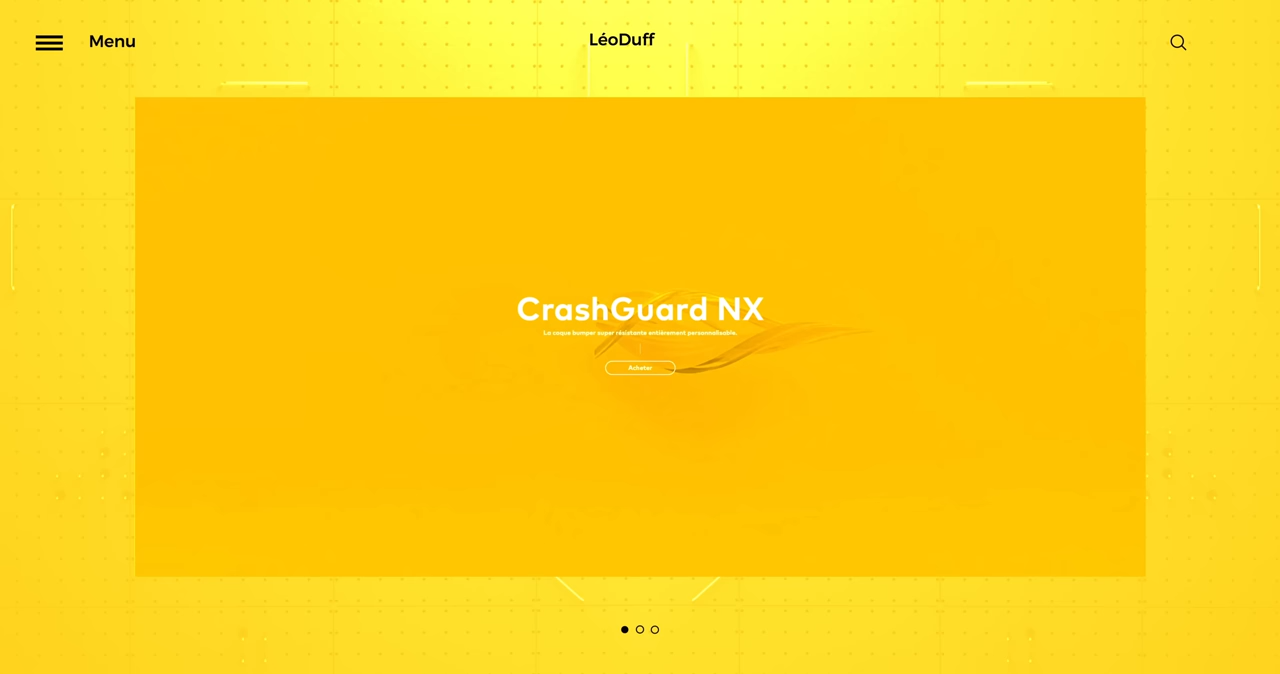 Menu
LéoDuff
CrashGuard NX
La coque bumper super résistante entièrement personnalisable.
Acheter